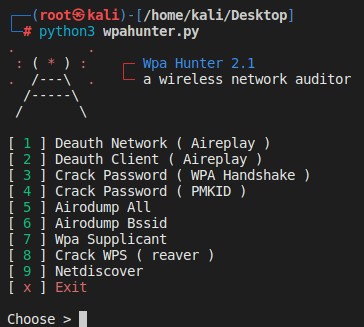 ┌──(root㉿kali)-[/home/kali/Desktop]
└─# python3 wpahunter.py
.           .
 : ( * ) :     ┌─ Wpa Hunter 2.1
.  /---\  .    └─ a wireless network auditor
  /-----\
 /       \
[ 1 ] Deauth Network ( Aireplay )
[ 2 ] Deauth Client ( Aireplay )
[ 3 ] Crack Password ( WPA Handshake )
[ 4 ] Crack Password ( PMKID )
[ 5 ] Airodump All
[ 6 ] Airodump Bssid
[ 7 ] Wpa Supplicant
[ 8 ] Crack WPS ( reaver )
[ 9 ] Netdiscover
[ x ] Exit
Choose >